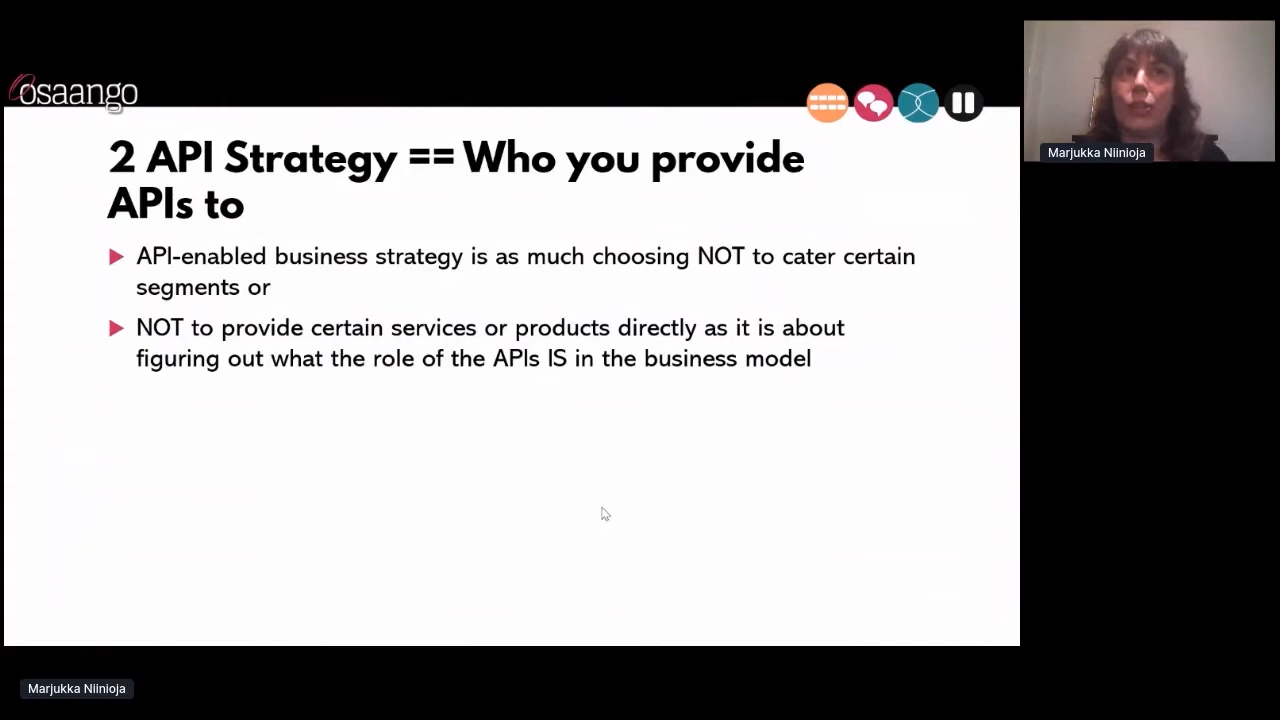 osaango
2 API Strategy == Who you provide
APIs to
API-enabled business strategy is as much choosing NOT to cater certain
segments or
NOT to provide certain services or products directly as it is about
figuring out what the role of the APIs IS in the business model
Marjukka Niinioja
Marjukka Niinioja